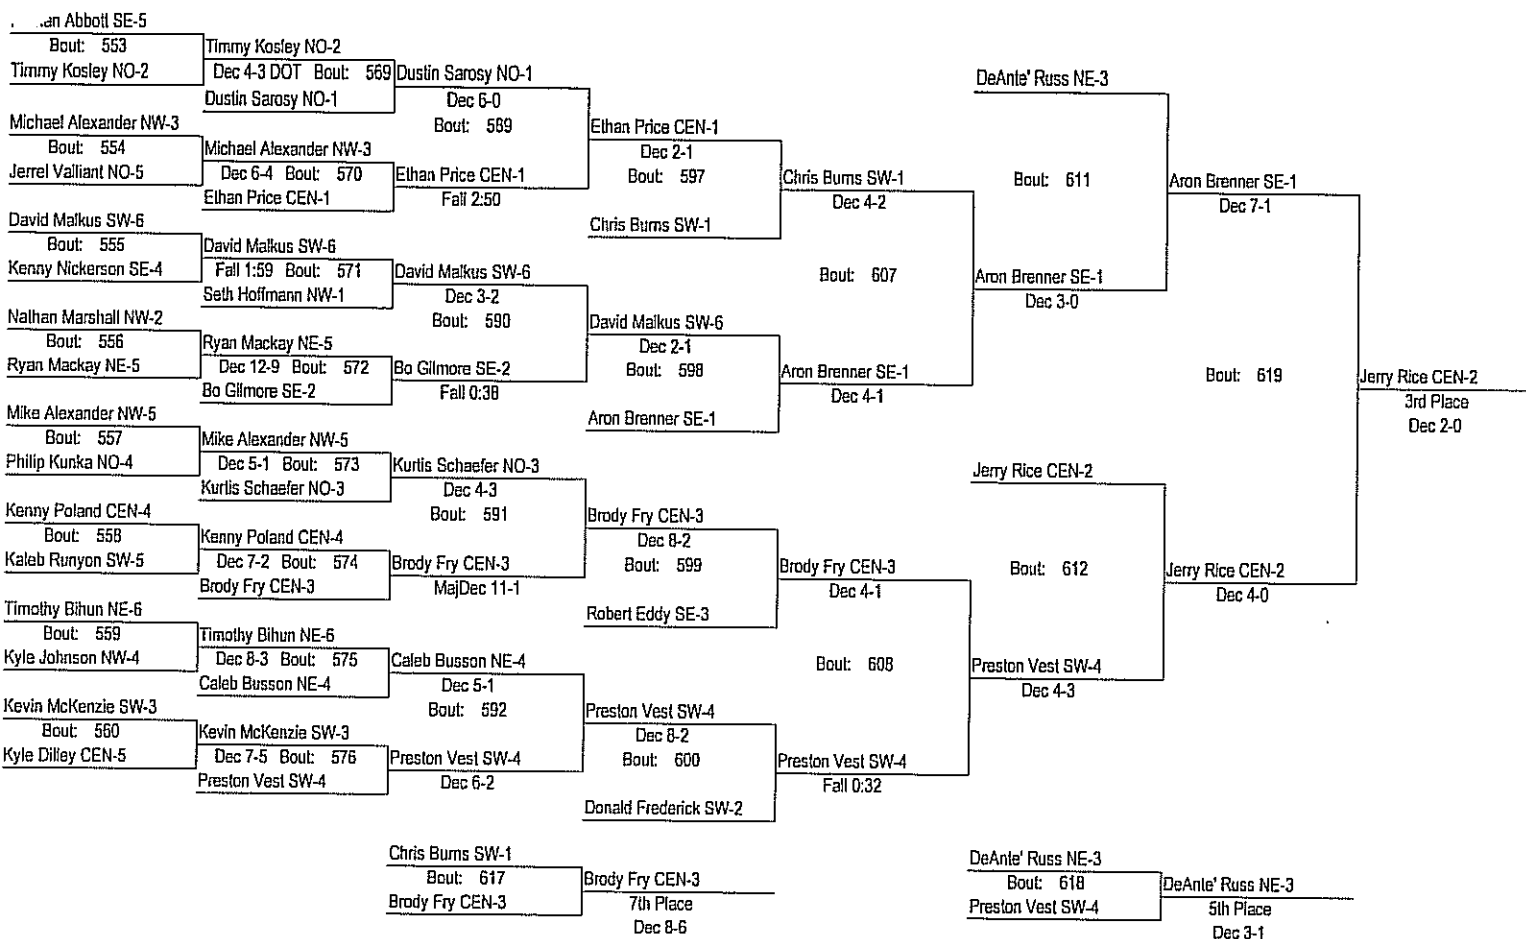 Abbott SE-5
Bout: 553
Timmy Kosley NO-2
Michael Alexander NW-3
Bout: 554
Jerrel Valliant NO-5
David Malkus SW-6
Bout: 555
Kenny Nickerson SE-4
Nathan Marshall NW-2
Bout: 556
Ryan Mackay NE-5
Mike Alexander NW-5
Bout: 557
Philip Kunka NO-4
Kenny Poland CEN-4
Bout: 558
Kaleb Runyon SW-5
Timothy Bihun NE-6
Bout: 559
Kyle Johnson NW-4
Kevin McKenzie SW-3
Bout: 560
Kyle Dilley CEN-5
Timmy Kosley NO-2
Dec 4-3 DOT Bout: 569
Dustin Sarosy NO-1
Michael Alexander NW-3
Dec 6-4 Bout: 570
Ethan Price CEN-1
David Malkus SW-6
Fall 1:59 Bout: 571
Seth Hoffmann NW-1
Ryan Mackay NE-5
Dec 12-9 Bout: 572
Bo Gilmore SE-2
Mike Alexander NW-5
Dec 5-1 Bout: 573
Kurtis Schaefer NO-3
Kenny Poland CEN-4
Dec 7-2 Bout: 574
Brody Fry CEN-3
Timothy Bihun NE-6
Dec 8-3 Bout: 575
Caleb Busson NE-4
Kevin McKenzie SW-3
Dec 7-5 Bout: 576
Preston Vest SW-4
Dustin Sarosy NO-1
Dec 6-0
Bout: 589
Ethan Price CEN-1
Fall 2:50
David Malkus SW-6
Dec 3-2
Bout: 590
Bo Gilmore SE-2
Fall 0:38
Kurtis Schaefer NO-3
Dec 4-3
Bout: 591
Brody Fry CEN-3
MajDec 11-1
Caleb Busson NE-4
Dec 5-1
Bout: 592
Preston Vest SW-4
Dec 6-2
Ethan Price CEN-1
Dec 2-1
Bout: 597
Chris Burns SW-1
David Malkus SW-6
Dec 2-1
Bout: 598
Aron Brenner SE-1
Brody Fry CEN-3
Dec 8-2
Bout: 599
Robert Eddy SE-3
Preston Vest SW-4
Dec 8-2
Bout: 600
Donald Frederick SW-2
Chris Burns SW-1
Dec 4-2
Bout: 607
Aron Brenner SE-1
Dec 4-1
Brody Fry CEN-3
Dec 4-1
Bout: 608
Preston Vest SW-4
Fall 0:32
DeAnte' Russ NE-3
Bout: 611
Aron Brenner SE-1
Dec 3-0
Jerry Rice CEN-2
Bout: 612
Preston Vest SW-4
Dec 4-3
Aron Brenner SE-1
Dec 7-1
Bout: 619
Jerry Rice CEN-2
Dec 4-0
Jerry Rice CEN-2
3rd Place
Dec 2-0
Chris Burns SW-1
Bout: 617
Brody Fry CEN-3
Brody Fry CEN-3
7th Place
Dec 8-6
DeAnte' Russ NE-3
Bout: 618
Preston Vest SW-4
DeAnte' Russ NE-3
5th Place
Dec 3-1